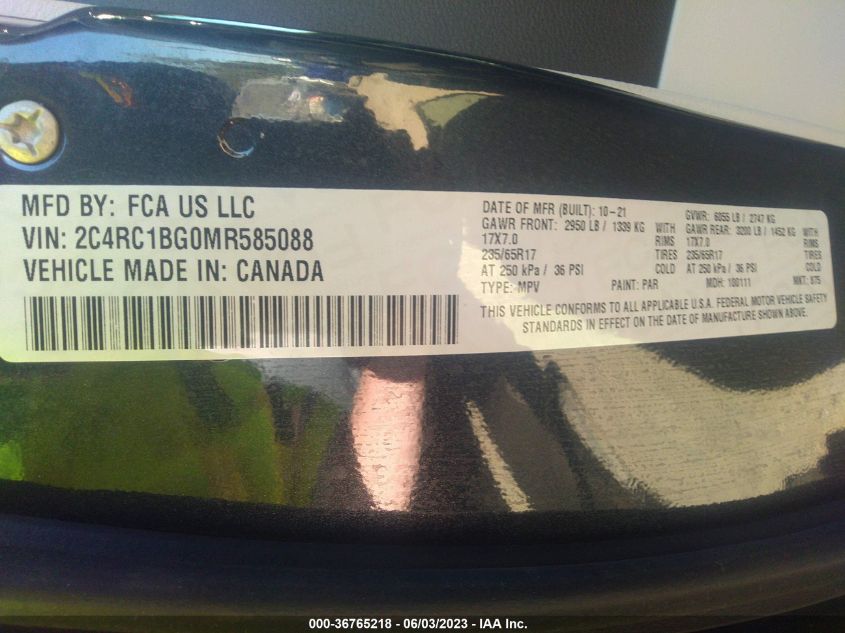 MFD BY: FCA US LLC
VIN: 2C4RC1BG0MR585088
VEHICLE MADE IN: CANADA
DATE OF MFR (BUILT): 10-21 GVWR: 6055 LB / 2747 KG
GAWR FRONT: 2950 LB / 1339 KG WITH GAWR REAR: 3200 LB / 1452 KG WITH
17X7.0 RIMS 17X7.0 RIMS
235/65R17 TIRES 235/65R17 TIRES
AT 250 kPa / 36 PSI COLD AT 250 kPa / 36 PSI COLD
TYPE: MPV PAINT: PAR MDH: 100111 MKT: 875
THIS VEHICLE CONFORMS TO ALL APPLICABLE U.S.A. FEDERAL MOTOR VEHICLE SAFETY
STANDARDS IN EFFECT ON THE DATE OF MANUFACTURE SHOWN ABOVE.
000-36765218 - 06/03/2023 - IAA Inc.